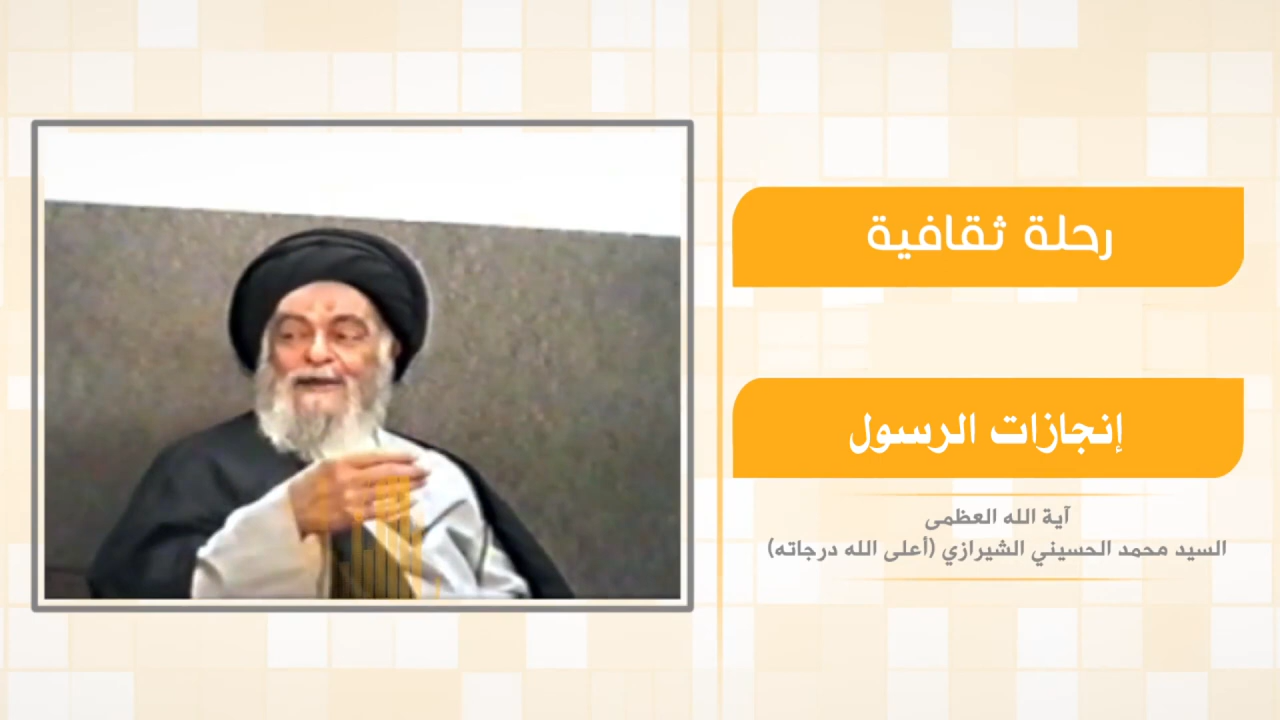 رحلة ثقافية
إنجازات الرسول
آية الله العظمى
السيد محمد الحسيني الشيرازي (أعلى الله درجاته)